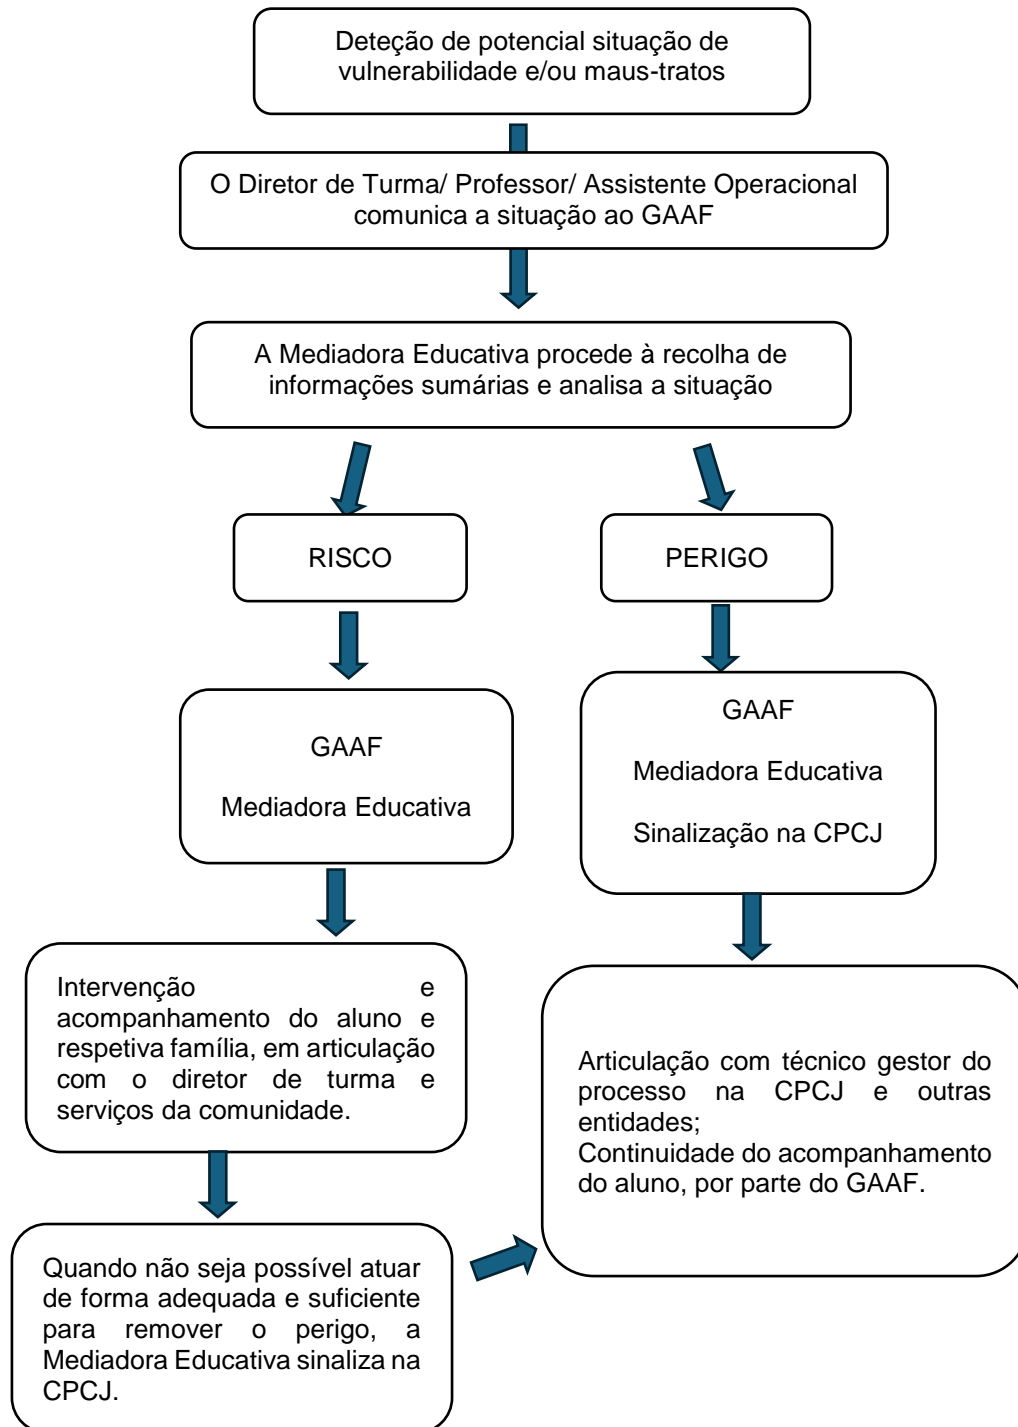 Deteção de potencial situação de
vulnerabilidade e/ou maus-tratos
O Diretor de Turma/ Professor/ Assistente Operacional
comunica a situação ao GAAF
A Mediadora Educativa procede à recolha de
informações sumárias e analisa a situação
RISCO
PERIGO
GAAF
Mediadora Educativa
GAAF
Mediadora Educativa
Sinalização na CPCJ
Intervenção e
acompanhamento do aluno e
respetiva família, em articulação
com o diretor de turma e
serviços da comunidade.
Articulação com técnico gestor do
processo na CPCJ e outras
entidades;
Continuidade do acompanhamento
do aluno, por parte do GAAF.
Quando não seja possível atuar
de forma adequada e suficiente
para remover o perigo, a
Mediadora Educativa sinaliza na
CPCJ.